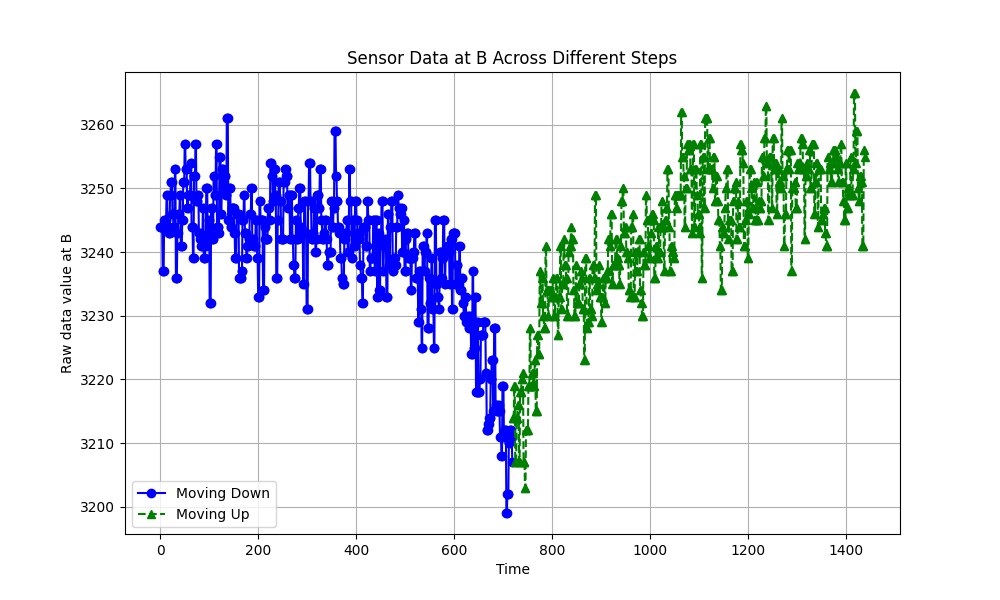 Sensor Data at B Across Different Steps
Raw data value at B
3260
3250
3240
3230
3220
3210
3200
Moving Down
Moving Up
0 200 400 600 800 1000 1200 1400
Time